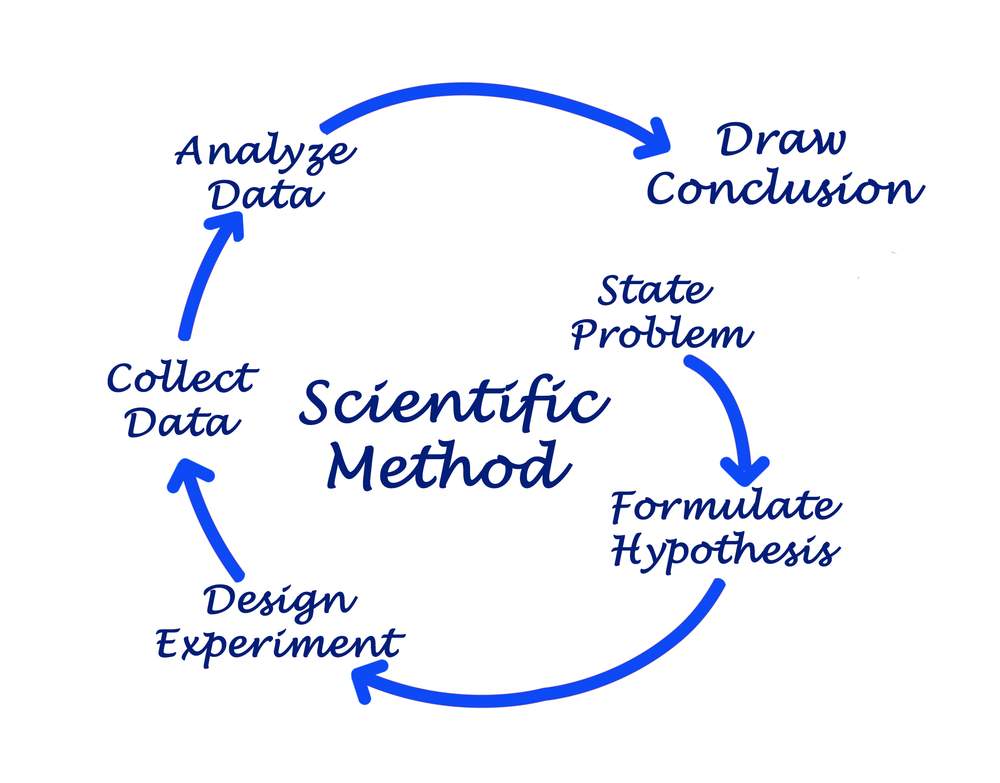 Scientific
Method
State
Problem
Formulate
Hypothesis
Design
Experiment
Collect
Data
Analyze
Data
Draw
Conclusion